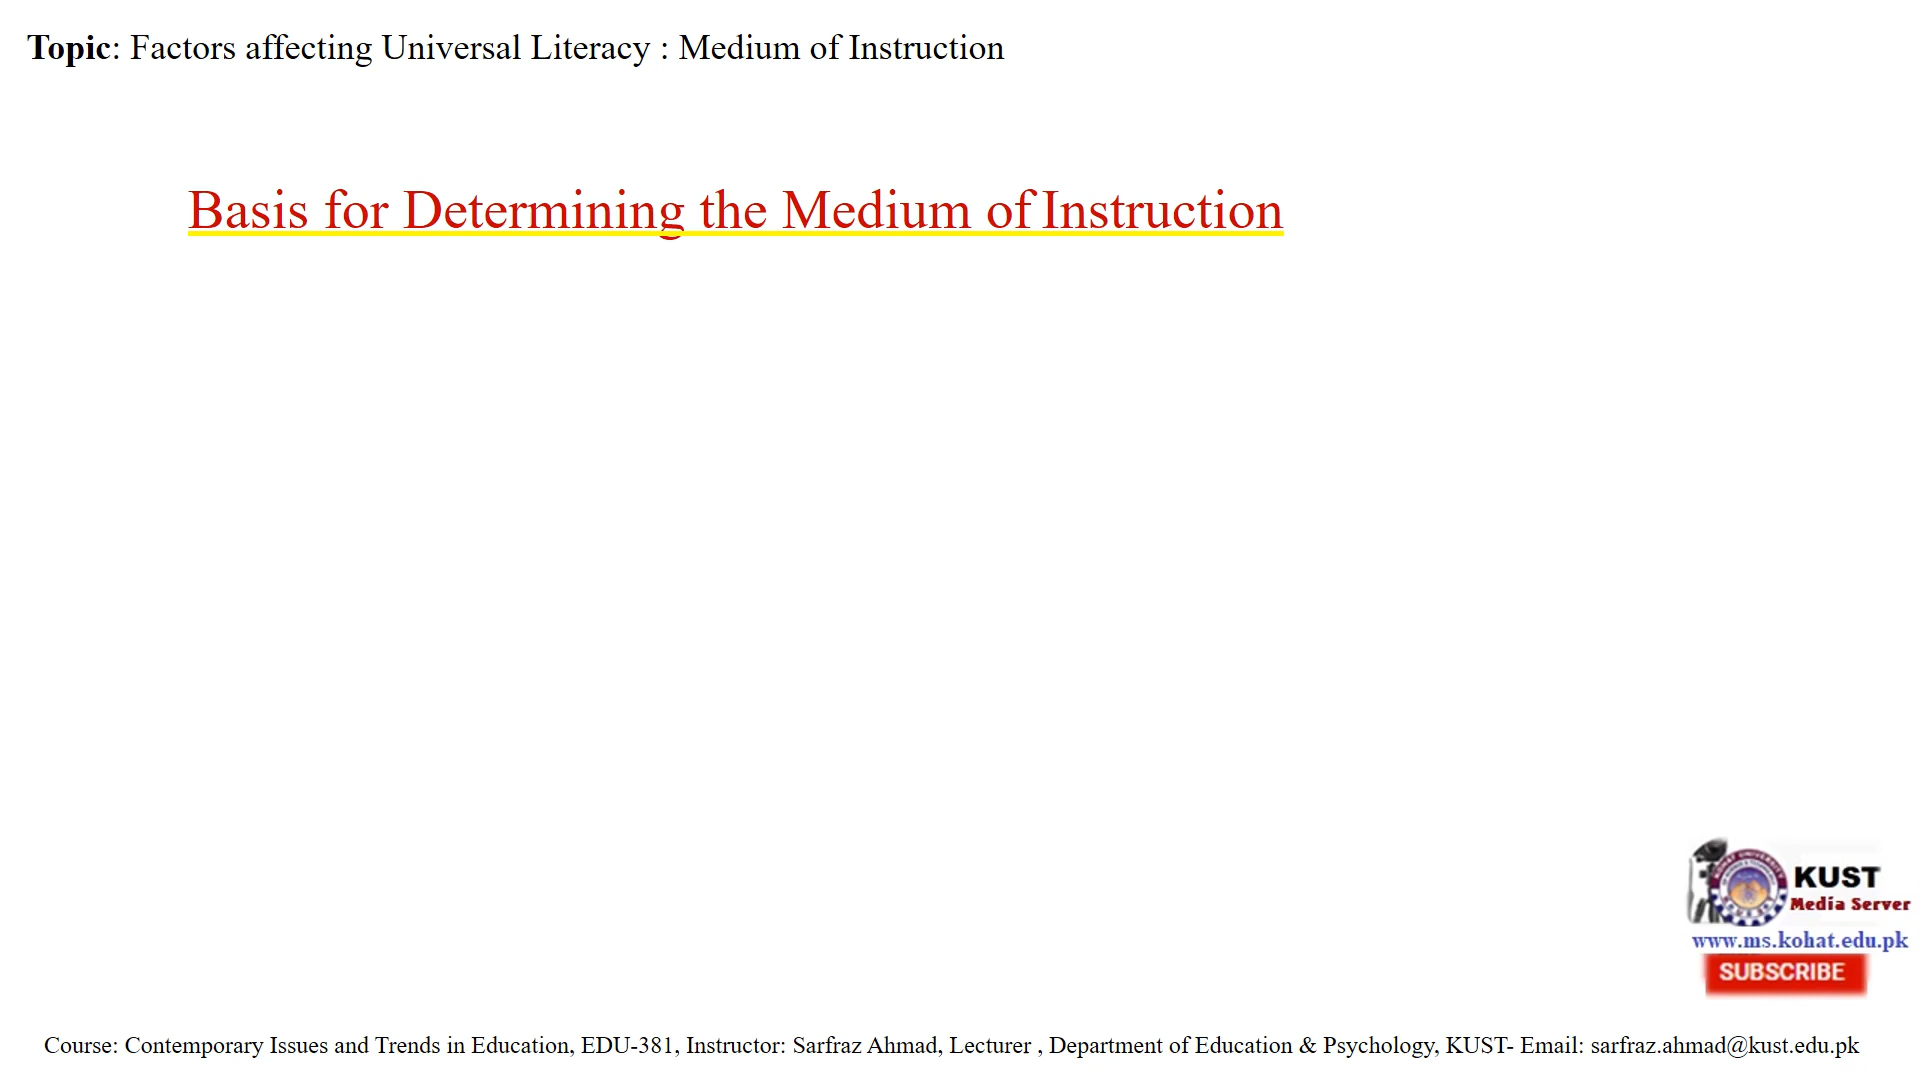 Topic: Factors affecting Universal Literacy : Medium of Instruction
Basis for Determining the Medium of Instruction
KUST
Media Server
www.ms.kohat.edu.pk
SUBSCRIBE
Course: Contemporary Issues and Trends in Education, EDU-381, Instructor: Sarfraz Ahmad, Lecturer , Department of Education & Psychology, KUST- Email: sarfraz.ahmad@kust.edu.pk